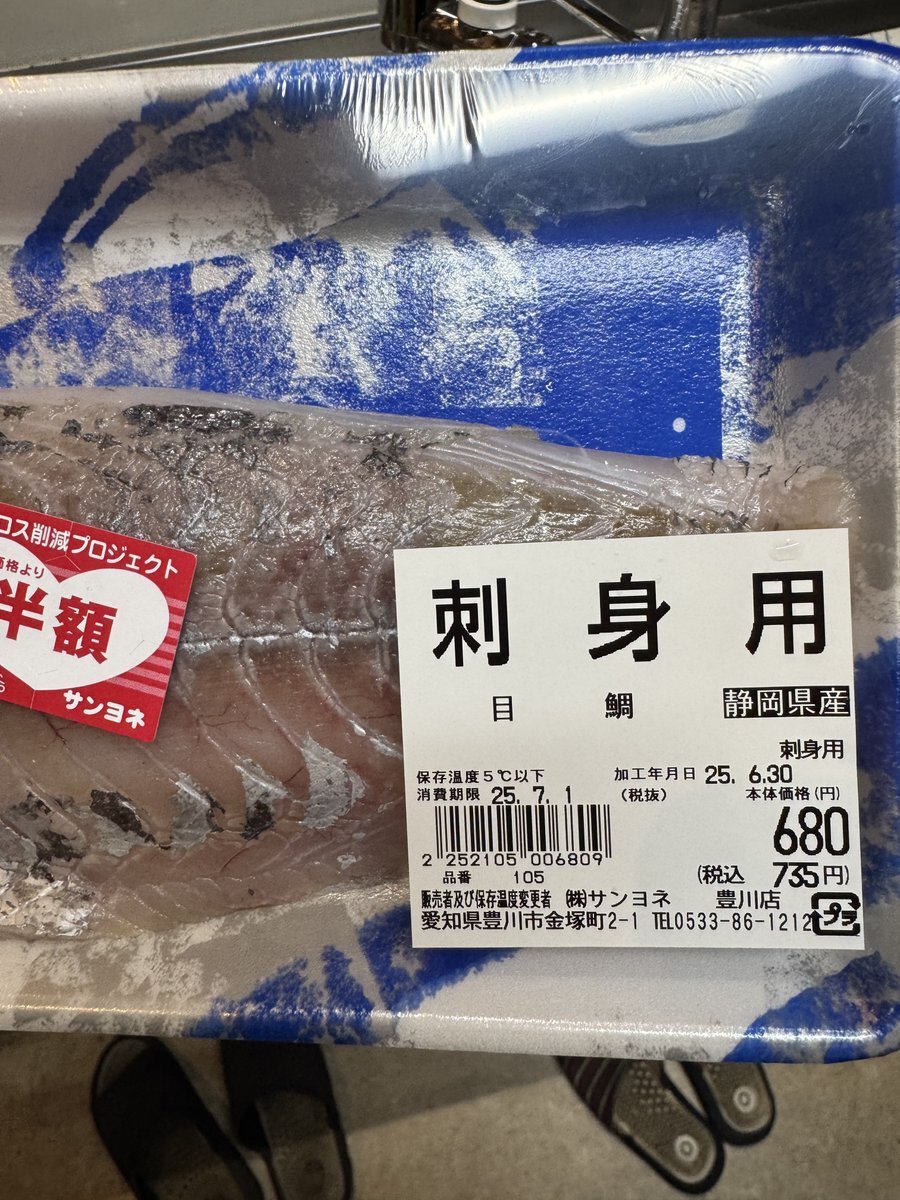 ロス削減プロジェクト
価格より
半額
サンヨネ
刺身用
目鯛
静岡県産
刺身用
保存温度5℃以下
加工年月日 25. 6.30
消費期限 25. 7. 1
(税抜)
本体価格(円)
680
2 252105 006809
(税込 735円)
品番 105
販売者及び保存温度変更者 ㈱サンヨネ 豊川店
愛知県豊川市金塚町2-1 TEL0533-86-1212
プラ